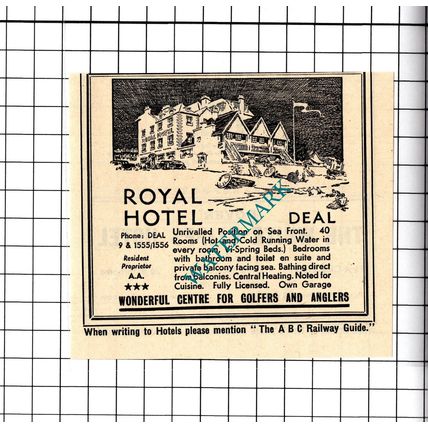 ROYAL
HOTEL DEAL
Phone: DEAL
9 & 1555/1556
Resident
Proprietor
A.A.
★★★
Unrivalled Position on Sea Front. 40
Rooms (Hot and Cold Running Water in
every room, Spring Beds.) Bedrooms
with bathroom and toilet en suite and
private balcony facing sea. Bathing direct
from balconies. Central Heating. Noted for
Cuisine. Fully Licensed. Own Garage
WONDERFUL CENTRE FOR GOLFERS AND ANGLERS
When writing to Hotels please mention "The A B C Railway Guide."
WATERMARK